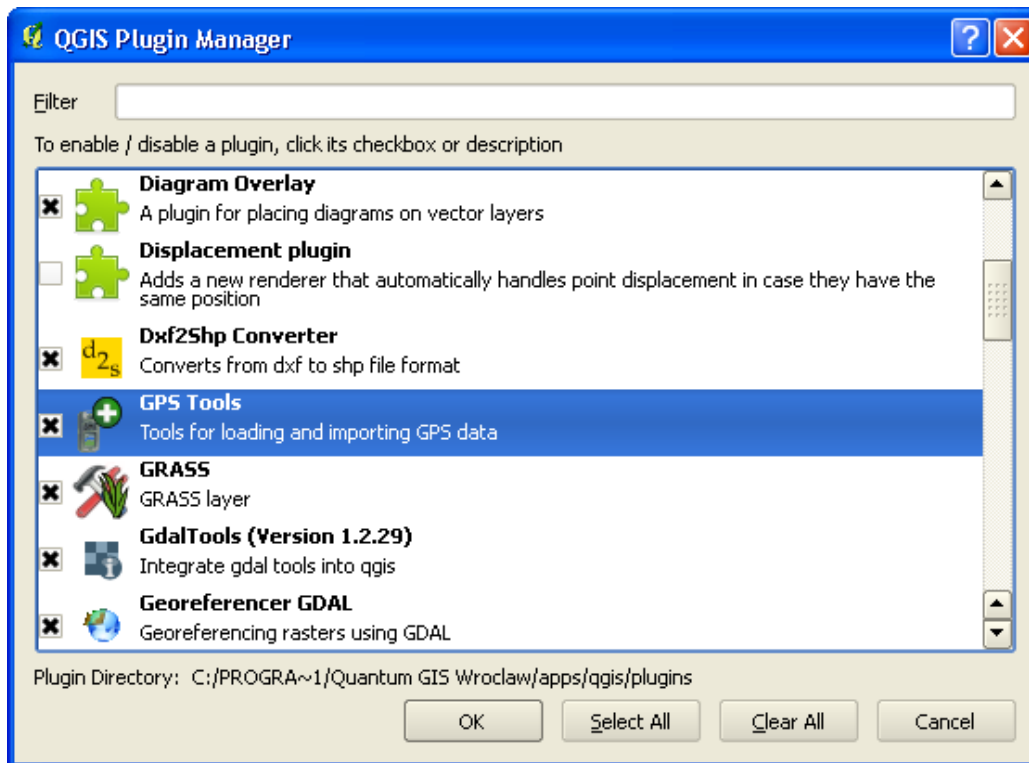 QGIS Plugin Manager
Filter
To enable / disable a plugin, click its checkbox or description
Diagram Overlay
A plugin for placing diagrams on vector layers
Displacement plugin
Adds a new renderer that automatically handles point displacement in case they have the
same position
d2s
Dxf2Shp Converter
Converts from dxf to shp file format
GPS Tools
Tools for loading and importing GPS data
GRASS
GRASS layer
GdalTools (Version 1.2.29)
Integrate gdal tools into qgis
Georeferencer GDAL
Georeferencing rasters using GDAL
Plugin Directory: C:/PROGRA~1/Quantum GIS Wroclaw/apps/qgis/plugins
OK
Select All
Clear All
Cancel